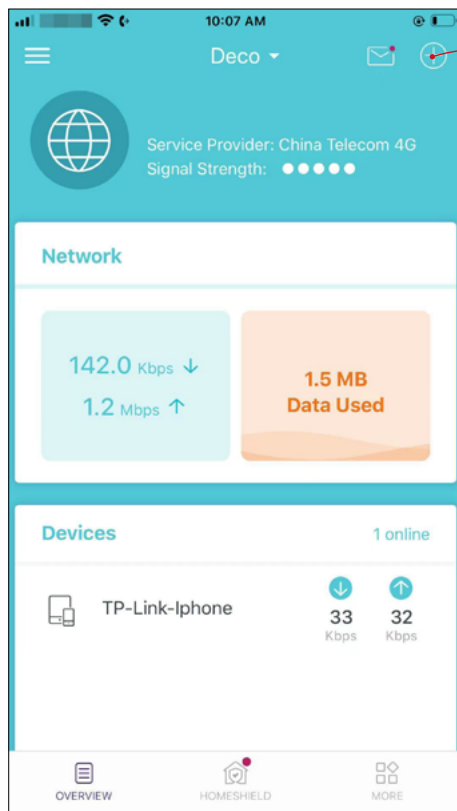 10:07 AM
Deco
Service Provider: China Telecom 4G
Signal Strength:
Network
142.0 Kbps ↓
1.2 Mbps ↑
1.5 MB
Data Used
Devices
1 online
TP-Link-Iphone
33
Kbps
32
Kbps
OVERVIEW
HOMESHIELD
MORE